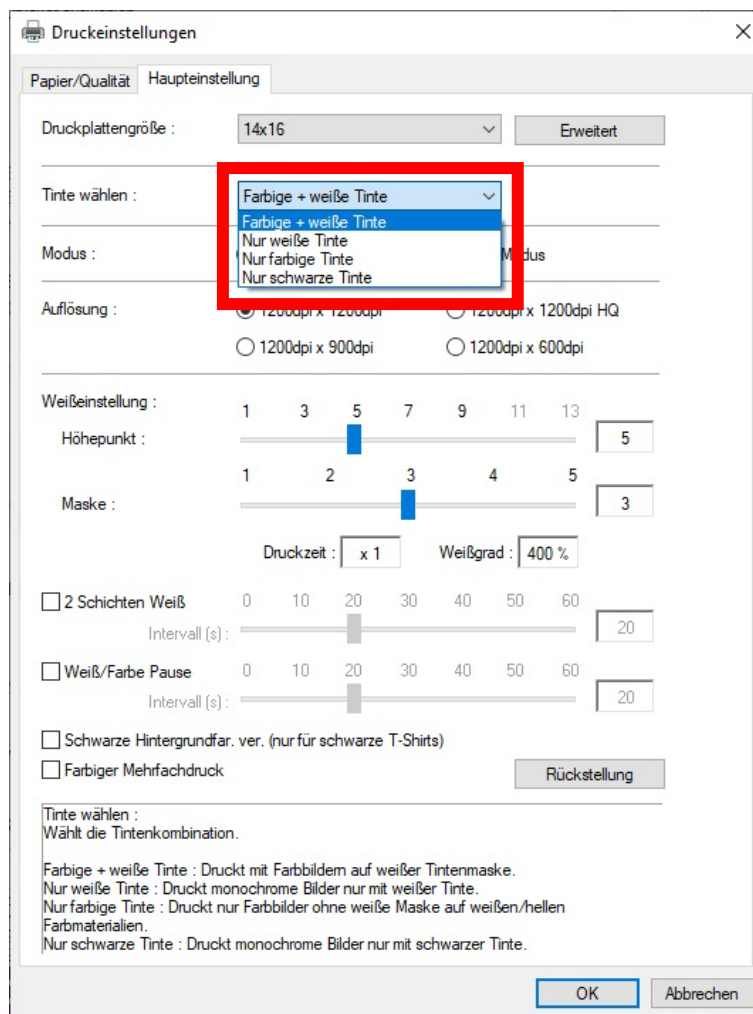 Druckeinstellungen
Papier/Qualität Haupteinstellung
Druckplattengröße : 14x16 Erweitert
Tinte wählen : Farbige + weiße Tinte
Farbige + weiße Tinte
Nur weiße Tinte
Nur farbige Tinte
Nur schwarze Tinte
Modus : Modus
Auflösung : 1200dpi x 1200dpi 1200dpi x 1200dpi HQ
1200dpi x 900dpi 1200dpi x 600dpi
Weißeinstellung : 1 3 5 7 9 11 13
Höhepunkt : 5
1 2 3 4 5
Maske : 3
Druckzeit : x 1 Weißgrad : 400 %
2 Schichten Weiß 0 10 20 30 40 50 60
Intervall (s) : 20
Weiß/Farbe Pause 0 10 20 30 40 50 60
Intervall (s) : 20
Schwarze Hintergrundfar. ver. (nur für schwarze T-Shirts)
Farbiger Mehrfachdruck Rückstellung
Tinte wählen :
Wählt die Tintenkombination.
Farbige + weiße Tinte : Druckt mit Farbbildern auf weißer Tintenmaske.
Nur weiße Tinte : Druckt monochrome Bilder nur mit weißer Tinte.
Nur farbige Tinte : Druckt nur Farbbilder ohne weiße Maske auf weißen/hellen
Farbmaterialien.
Nur schwarze Tinte : Druckt monochrome Bilder nur mit schwarzer Tinte.
OK Abbrechen